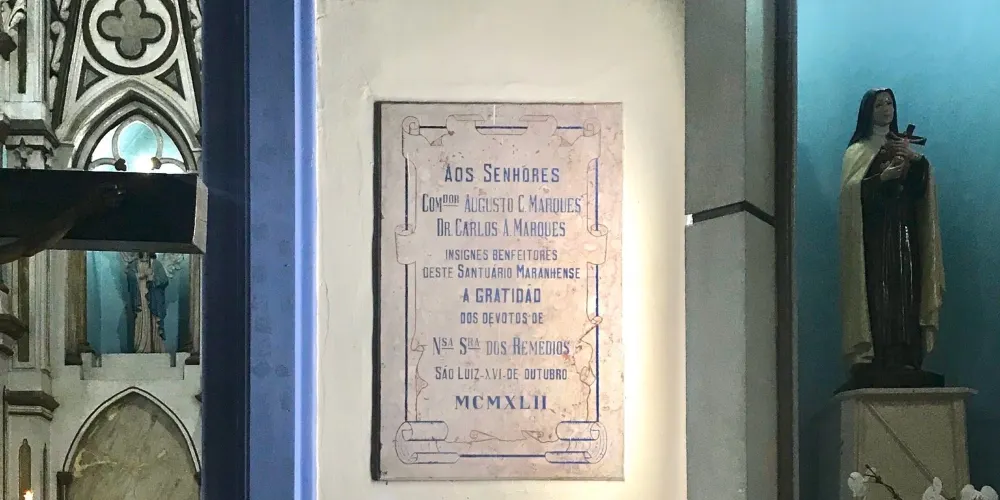 AOS SENHORES
COMDOR AUGUSTO C. MARQUES
DR. CARLOS A. MARQUES
INSIGNES BENFEITORES
DESTE SANTUÁRIO MARANHENSE
A GRATIDÃO
DOS DEVOTOS DE
NSA SRA DOS REMÉDIOS
SÃO LUIZ-XVI-DE OUTUBRO
MCMXLII